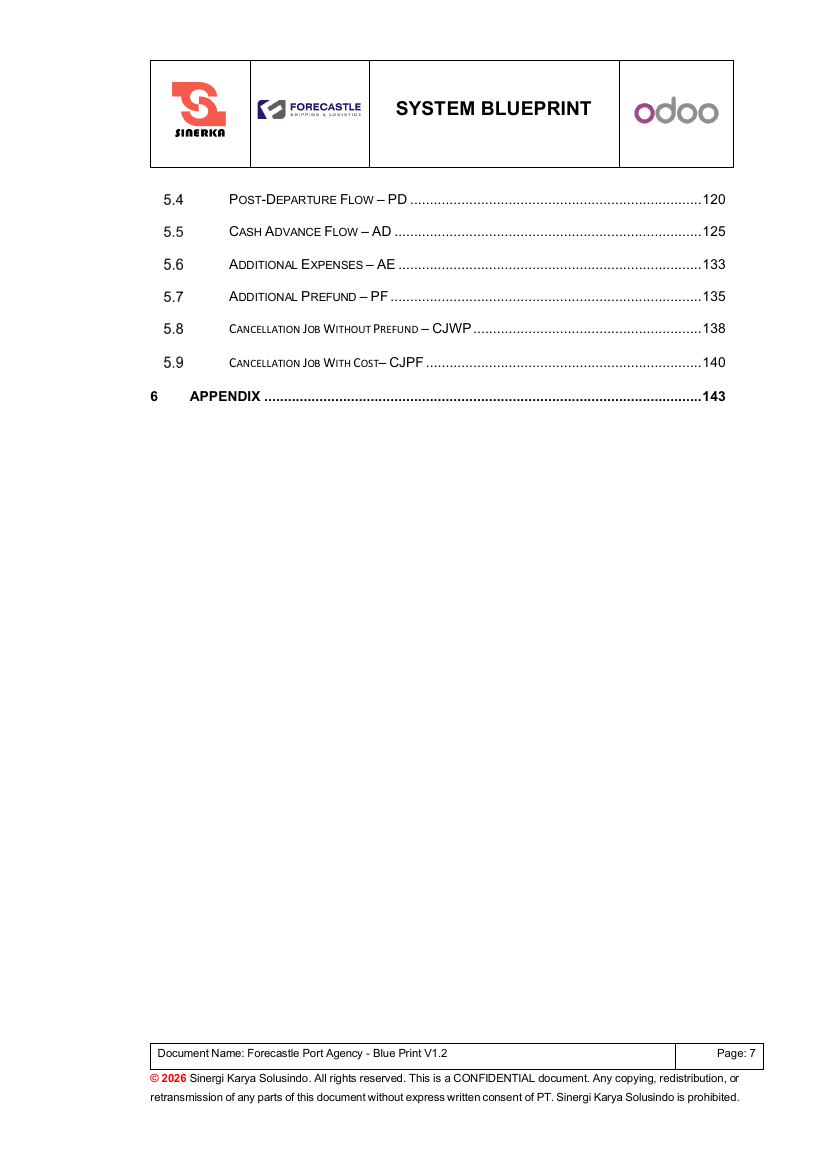 SINERKA
FORECASTLE
SHIPPING & LOGISTICS
SYSTEM BLUEPRINT
odoo
5.4 POST-DEPARTURE FLOW – PD ........................................................................120
5.5 CASH ADVANCE FLOW – AD ............................................................................125
5.6 ADDITIONAL EXPENSES – AE ...........................................................................133
5.7 ADDITIONAL PREFUND – PF.............................................................................135
5.8 CANCELLATION JOB WITHOUT PREFUND – CJWP.........................................................138
5.9 CANCELLATION JOB WITH COST– CJPF .....................................................................140
6 APPENDIX ..............................................................................................................143
Document Name: Forecastle Port Agency - Blue Print V1.2
Page: 7
© 2026 Sinergi Karya Solusindo. All rights reserved. This is a CONFIDENTIAL document. Any copying, redistribution, or
retransmission of any parts of this document without express written consent of PT. Sinergi Karya Solusindo is prohibited.